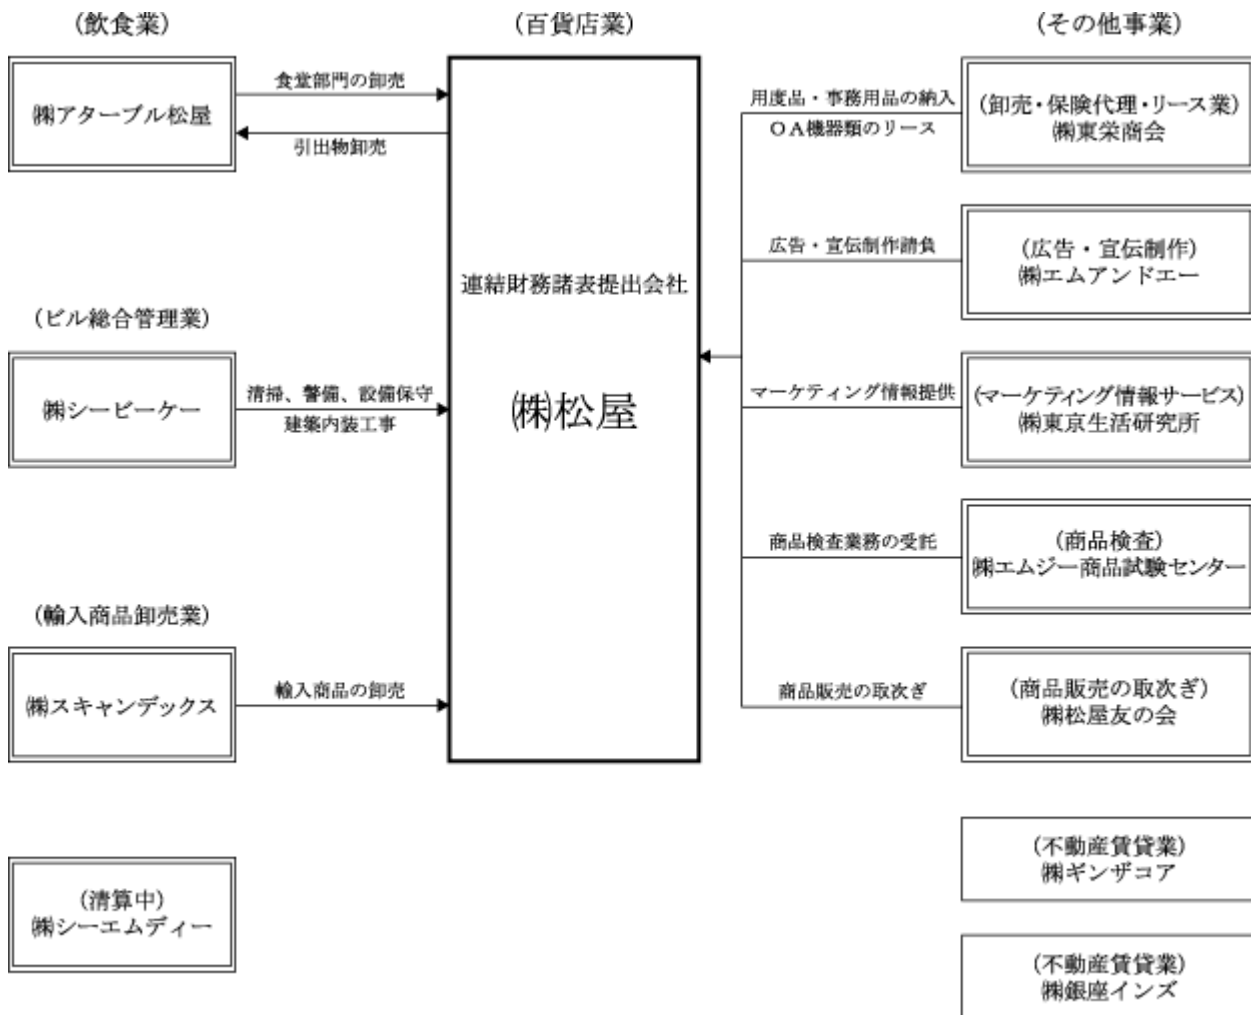 (飲食業)
(百貨店業)
(その他事業)
㈱アターブル松屋
食堂部門の卸売
引出物卸売
用度品・事務用品の納入
OA機器類のリース
(卸売・保険代理・リース業)
㈱東栄商会
広告・宣伝制作請負
(広告・宣伝制作)
㈱エムアンドエー
連結財務諸表提出会社
㈱松屋
(ビル総合管理業)
㈱シービーケー
清掃、警備、設備保守
建築内装工事
マーケティング情報提供
(マーケティング情報サービス)
㈱東京生活研究所
商品検査業務の受託
(商品検査)
㈱エムジー商品試験センター
(輸入商品卸売業)
㈱スキャンデックス
輸入商品の卸売
商品販売の取次ぎ
(商品販売の取次ぎ)
㈱松屋友の会
(清算中)
㈱シーエムディー
(不動産賃貸業)
㈱ギンザコア
(不動産賃貸業)
㈱銀座インズ